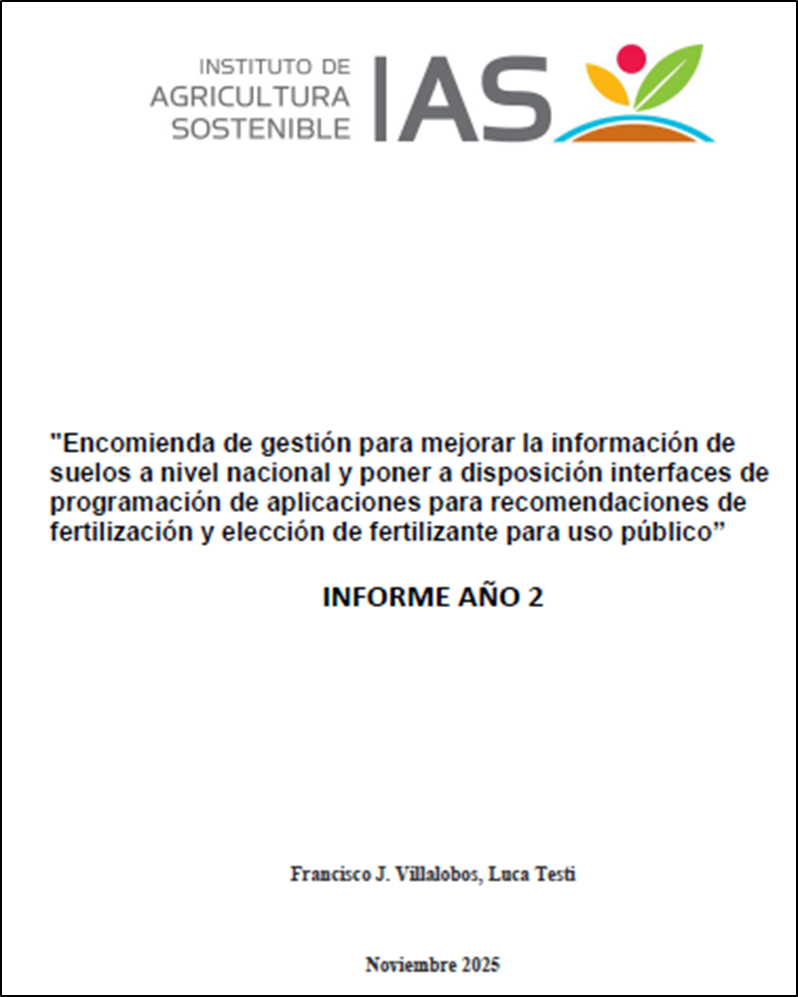 INSTITUTO DE
AGRICULTURA
SOSTENIBLE
IAS
"Encomienda de gestión para mejorar la información de
suelos a nivel nacional y poner a disposición interfaces de
programación de aplicaciones para recomendaciones de
fertilización y elección de fertilizante para uso público”
INFORME AÑO 2
Francisco J. Villalobos, Luca Testi
Noviembre 2025